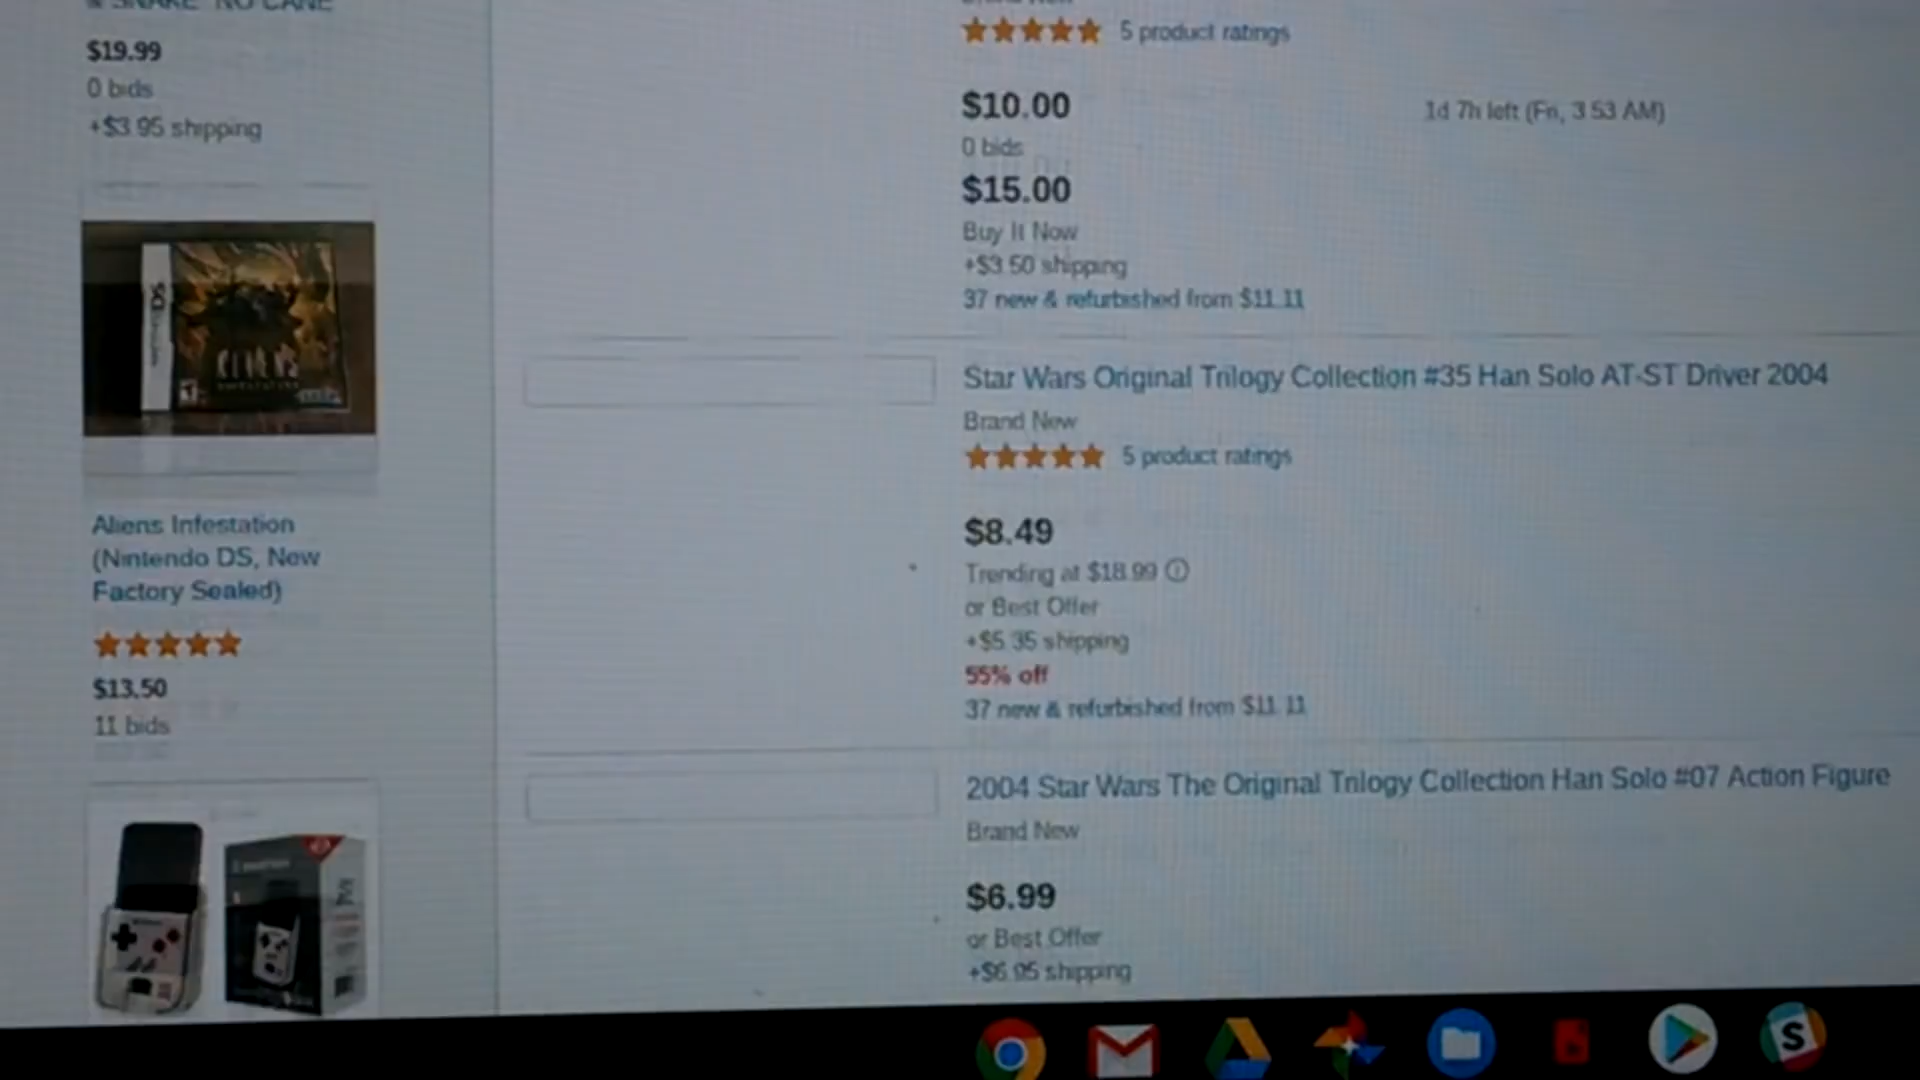 & SNAKE "NO CANE"
$19.99
0 bids
+$3.95 shipping
ALIENS
Aliens Infestation
(Nintendo DS, New
Factory Sealed)
$13.50
11 bids
5 product ratings
$10.00
1d 7h left (Fri, 3:53 AM)
0 bids
$15.00
Buy It Now
+$3.50 shipping
37 new & refurbished from $11.11
Star Wars Original Trilogy Collection #35 Han Solo AT-ST Driver 2004
Brand New
5 product ratings
$8.49
Trending at $18.99
or Best Offer
+$5.35 shipping
55% off
37 new & refurbished from $11.11
2004 Star Wars The Original Trilogy Collection Han Solo #07 Action Figure
Brand New
$6.99
or Best Offer
+$6.95 shipping
S